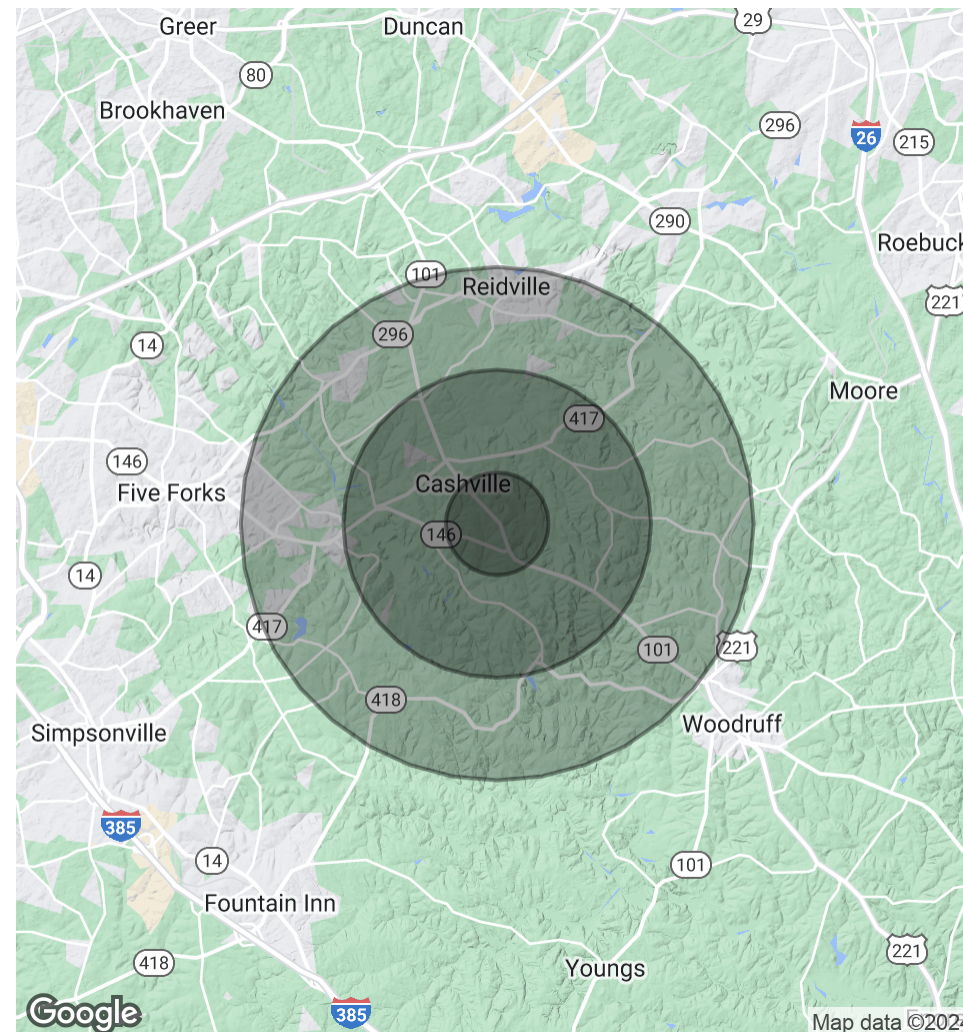 Greer
Duncan
29
80
Brookhaven
296
26
215
290
Roebuck
101
Reidville
221
296
14
Moore
417
146
Five Forks
Cashville
146
14
417
101
221
418
Woodruff
Simpsonville
385
14
101
Fountain Inn
418
Youngs
221
Google
385
Map data ©202